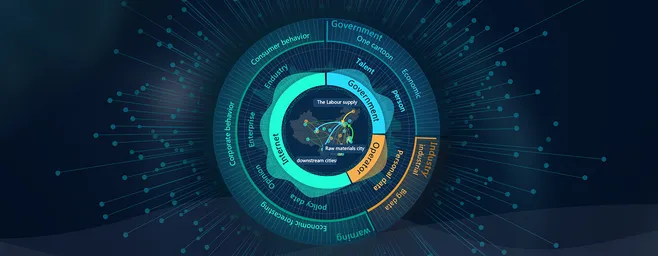 Government
One cartoon
Consumer behavior
Economic
Talent
Endustry
person
Government
The Labour supply
Corporate behavior
Enterprise
Internet
Raw materials city
downstream cities
Operator
Industry
industrial
Personal data
Big data
Opinion
policy data
Economic forecasting
warning